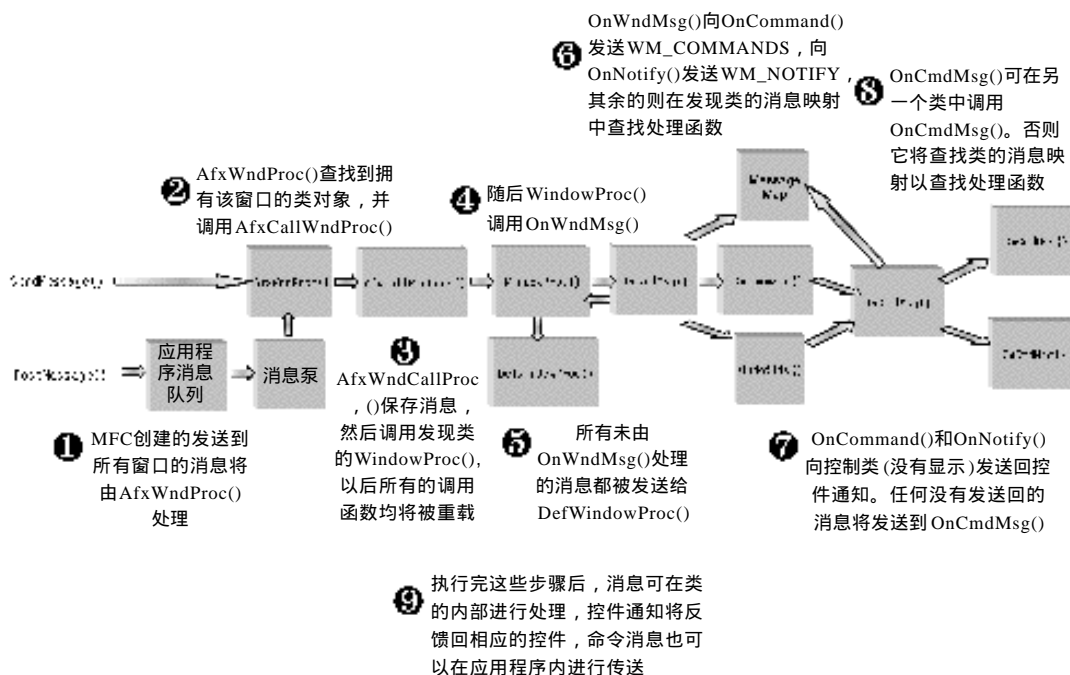 OnWndMsg()向OnCommand()
❻ 发送WM_COMMANDS，向
OnNotify()发送WM_NOTIFY，
其余的则在发现类的消息映射
中查找处理函数
❽ OnCmdMsg()可在另
一个类中调用
OnCmdMsg()。否则
它将查找类的消息映
射以查找处理函数
❷ AfxWndProc()查找到拥
有该窗口的类对象，并
调用AfxCallWndProc()
❹ 随后WindowProc()
调用OnWndMsg()
Message
Map
SendMessage()
PostMessage()
应用程
序消息
队列
消息泵
❶ MFC创建的发送到
所有窗口的消息将
由AfxWndProc()
处理
❸
AfxWndCallProc
，()保存消息，
然后调用发现类
的WindowProc(),
以后所有的调用
函数均将被重载
❺ 所有未由
OnWndMsg()处理
的消息都被发送给
DefWindowProc()
❼ OnCommand()和OnNotify()
向控制类(没有显示)发送回控
件通知。任何没有发送回的
消息将发送到OnCmdMsg()
❾ 执行完这些步骤后，消息可在类
的内部进行处理，控件通知将反
馈回相应的控件，命令消息也可
以在应用程序内进行传送